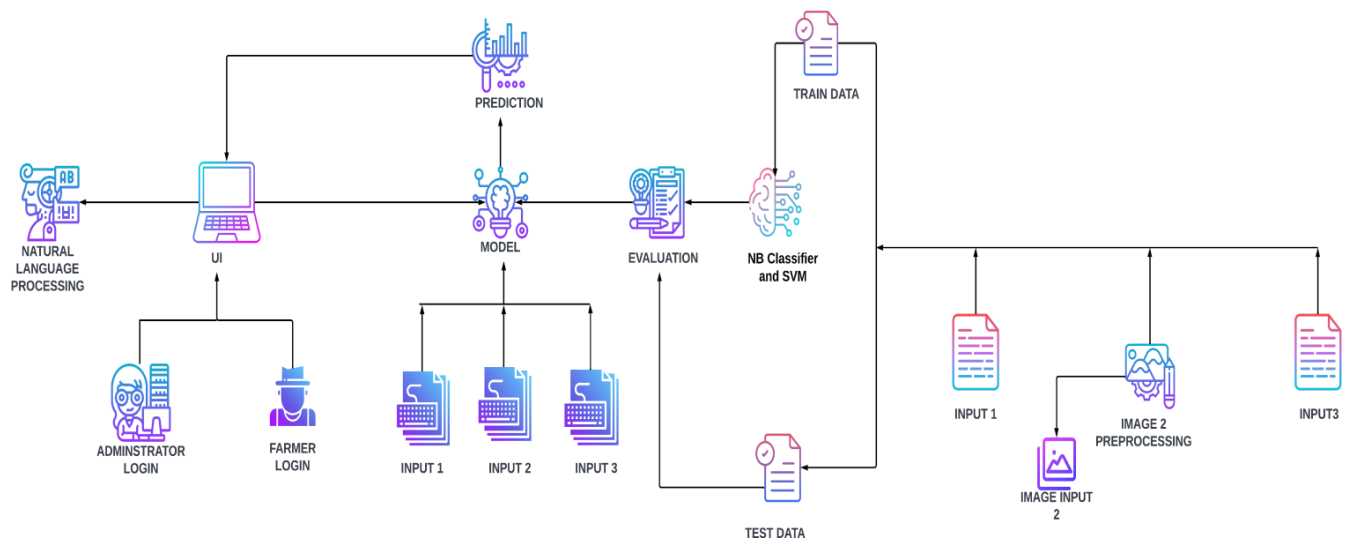 PREDICTION
TRAIN DATA
NATURAL
LANGUAGE
PROCESSING
AB
UI
MODEL
EVALUATION
NB Classifier
and SVM
ADMINSTRATOR
LOGIN
FARMER
LOGIN
INPUT 1
INPUT 2
INPUT 3
TEST DATA
INPUT 1
IMAGE 2
PREPROCESSING
INPUT3
IMAGE INPUT
2